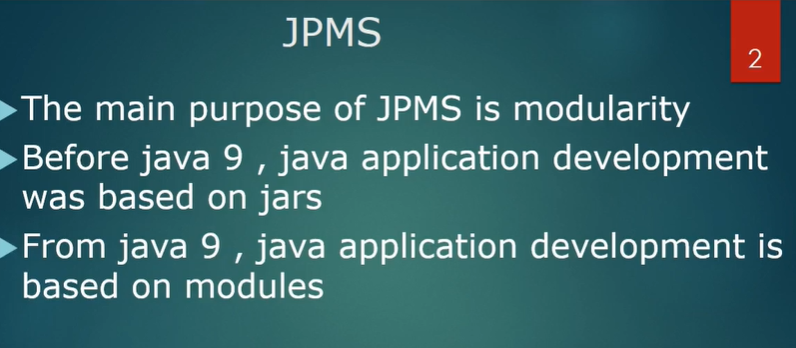 JPMS
2
The main purpose of JPMS is modularity
Before java 9 , java application development
was based on jars
From java 9 , java application development is
based on modules